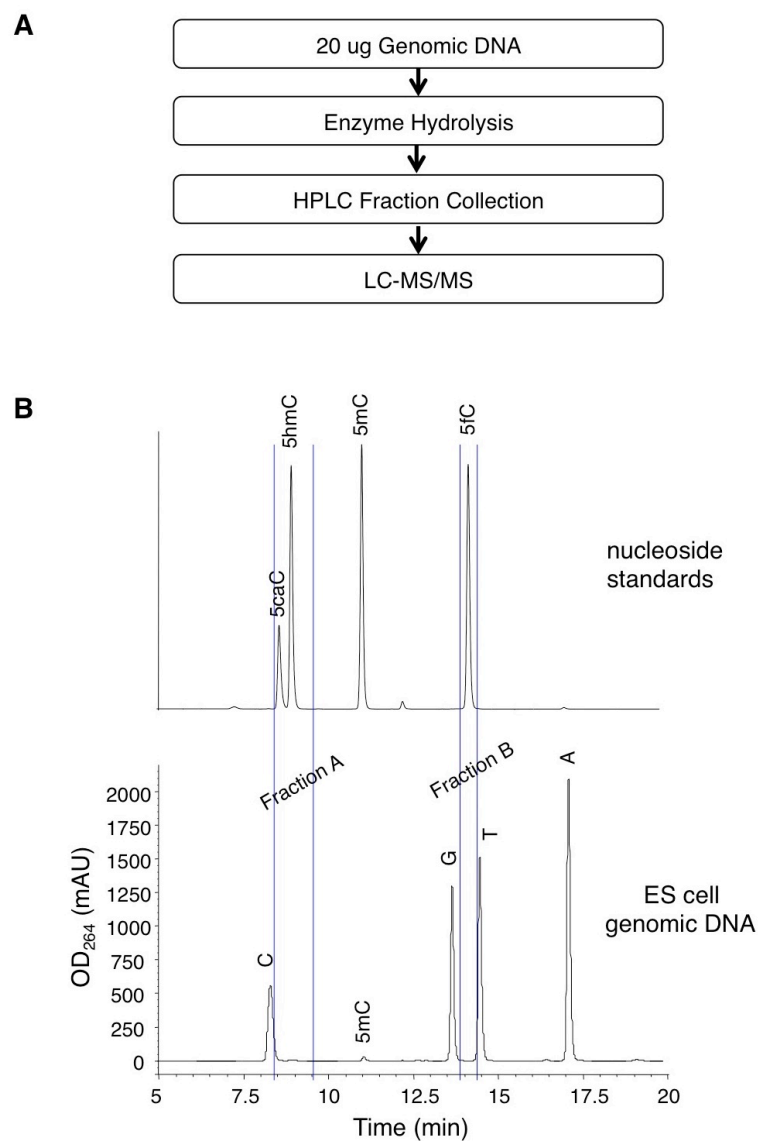 A
20 ug Genomic DNA
Enzyme Hydrolysis
HPLC Fraction Collection
LC-MS/MS
B
5caC
5hmC
5mC
5fC
nucleoside
standards
Fraction A
Fraction B
OD264 (mAU)
2000
1750
1500
1250
1000
750
500
250
0
C
5mC
G
T
A
ES cell
genomic DNA
5
7.5
10
12.5
15
17.5
20
Time (min)